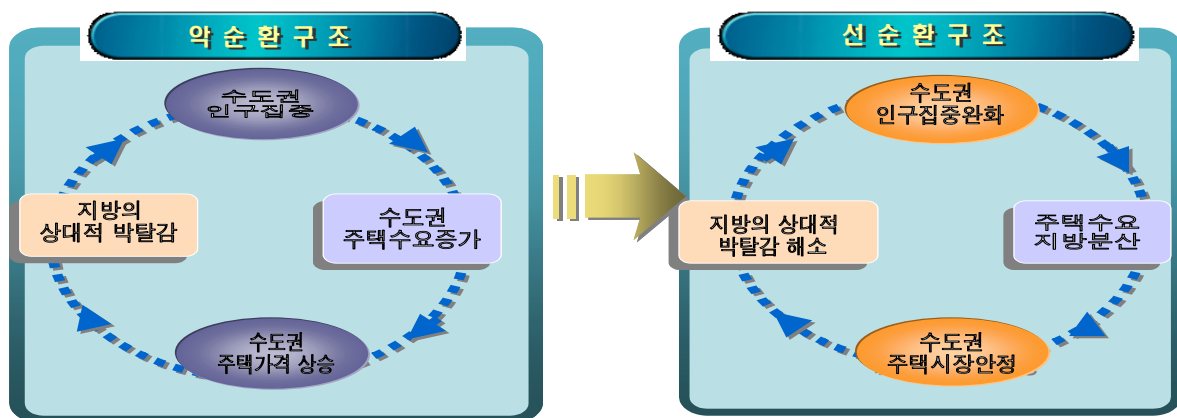 악 순 환 구 조
수도권
인구집중
수도권
주택수요증가
수도권
주택가격 상승
지방의
상대적 박탈감
선 순 환 구 조
수도권
인구집중완화
주택수요
지방분산
수도권
주택시장안정
지방의 상대적
박탈감 해소